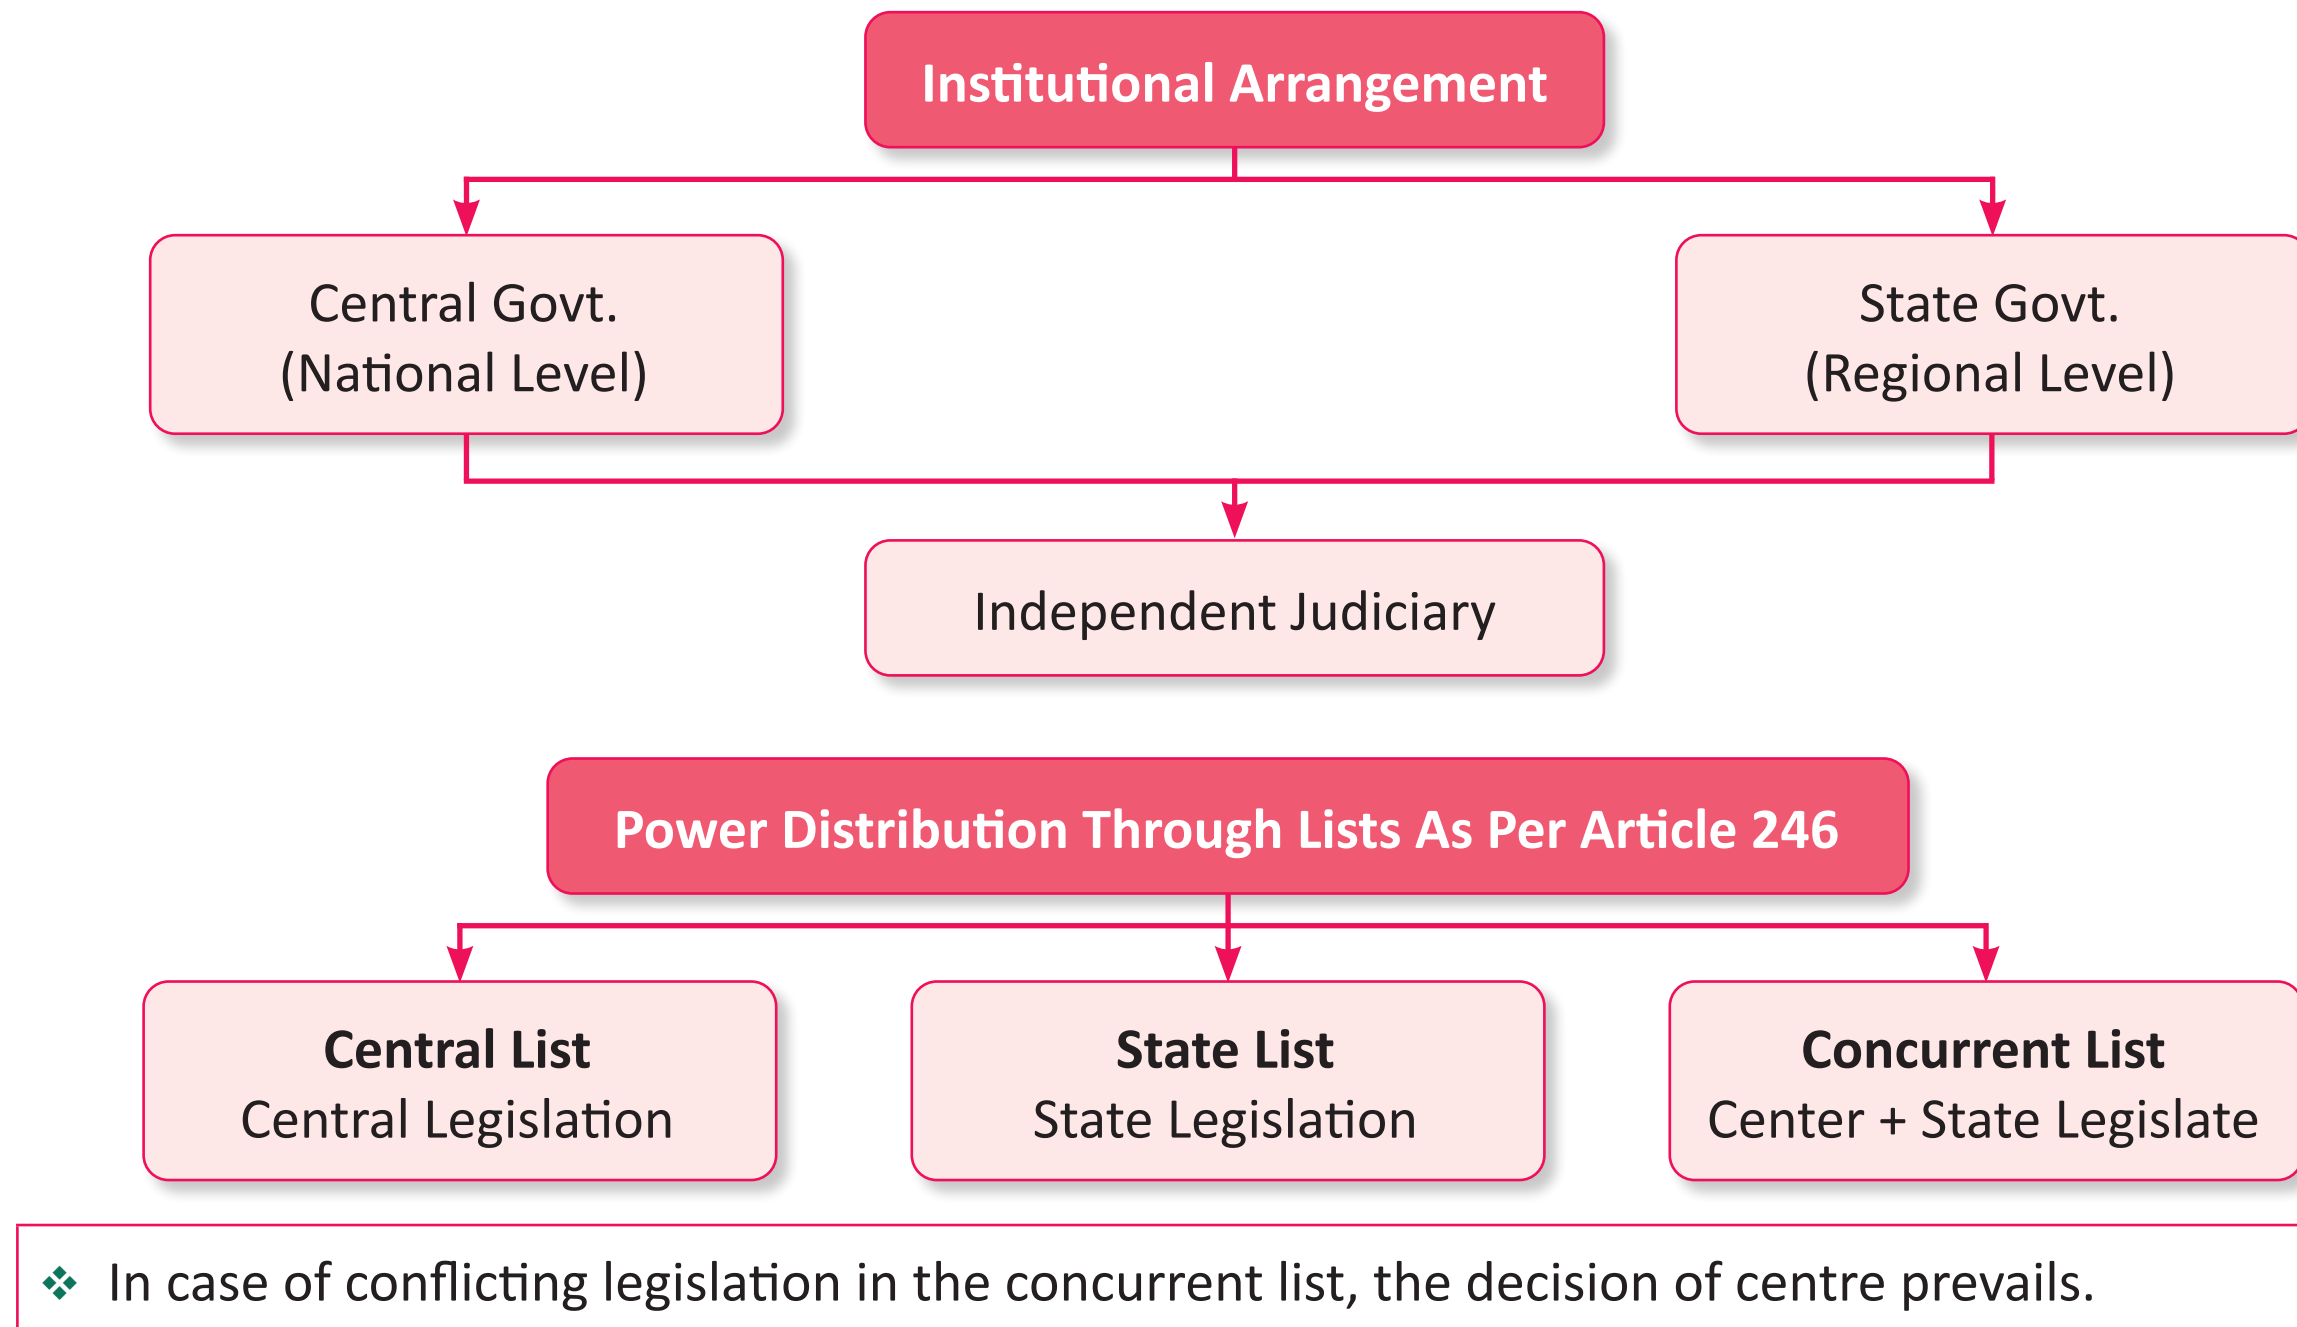 Institutional Arrangement
Central Govt.
(National Level)
State Govt.
(Regional Level)
Independent Judiciary
Power Distribution Through Lists As Per Article 246
Central List
Central Legislation
State List
State Legislation
Concurrent List
Center + State Legislate
❖ In case of conflicting legislation in the concurrent list, the decision of centre prevails.